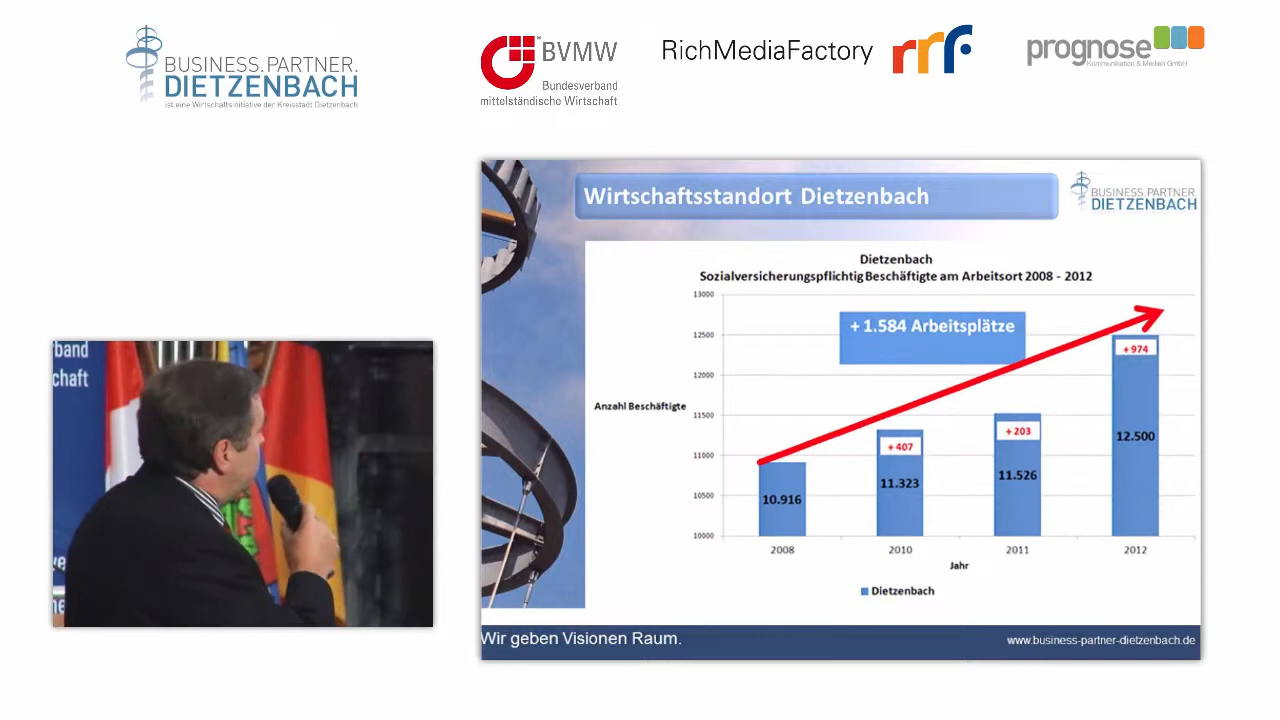 BUSINESS.PARTNER.
DIETZENBACH
ist eine Wirtschaftsinitiative der Kreisstadt Dietzenbach
BVMW
Bundesverband
mittelständische Wirtschaft
RichMediaFactory
rrf
prognose
Kommunikation & Medien GmbH
Wirtschaftsstandort Dietzenbach
BUSINESS.PARTNER
DIETZENBACH
Dietzenbach
Sozialversicherungspflichtig Beschäftigte am Arbeitsort 2008 - 2012
+ 1.584 Arbeitsplätze
Anzahl Beschäftigte
13000
12500
12000
11500
11000
10500
10000
10.916
+ 407
11.323
+ 203
11.526
+ 974
12.500
2008
2010
2011
2012
Jahr
Dietzenbach
Wir geben Visionen Raum.
www.business-partner-dietzenbach.de
band
chaft